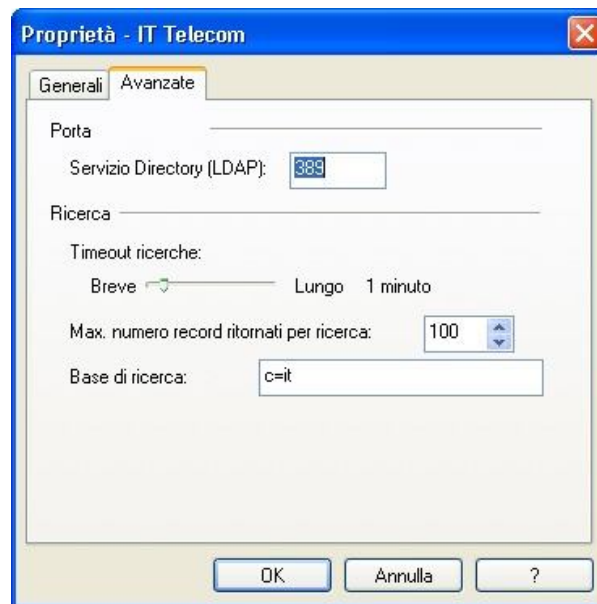 Proprietà - IT Telecom
Generali Avanzate
Porta
Servizio Directory (LDAP): 389
Ricerca
Timeout ricerche:
Breve Lungo 1 minuto
Max. numero record ritornati per ricerca: 100
Base di ricerca: c=it
OK Annulla ?